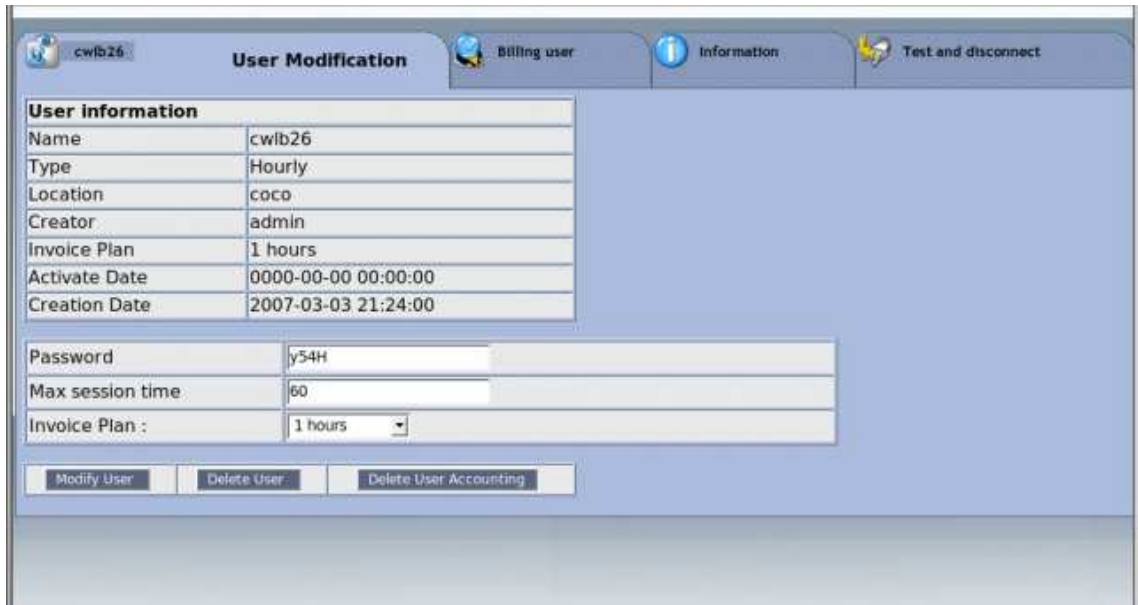 cwlb26 User Modification Billing user Information Test and disconnect
User information
Name cwlb26
Type Hourly
Location coco
Creator admin
Invoice Plan 1 hours
Activate Date 0000-00-00 00:00:00
Creation Date 2007-03-03 21:24:00
Password y54H
Max session time 60
Invoice Plan : 1 hours
Modify User Delete User Delete User Accounting